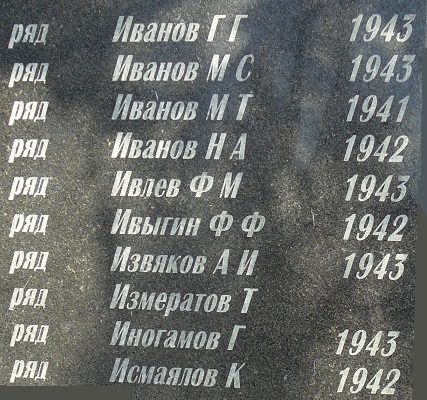 ряд Иванов Г Г 1943
ряд Иванов М С 1943
ряд Иванов М Т 1941
ряд Иванов Н А 1942
ряд Ивлев Ф М 1943
ряд Ивыгин Ф Ф 1942
ряд Извяков А И 1943
ряд Измератов Т
ряд Иногамов Г 1943
ряд Исмаялов К 1942